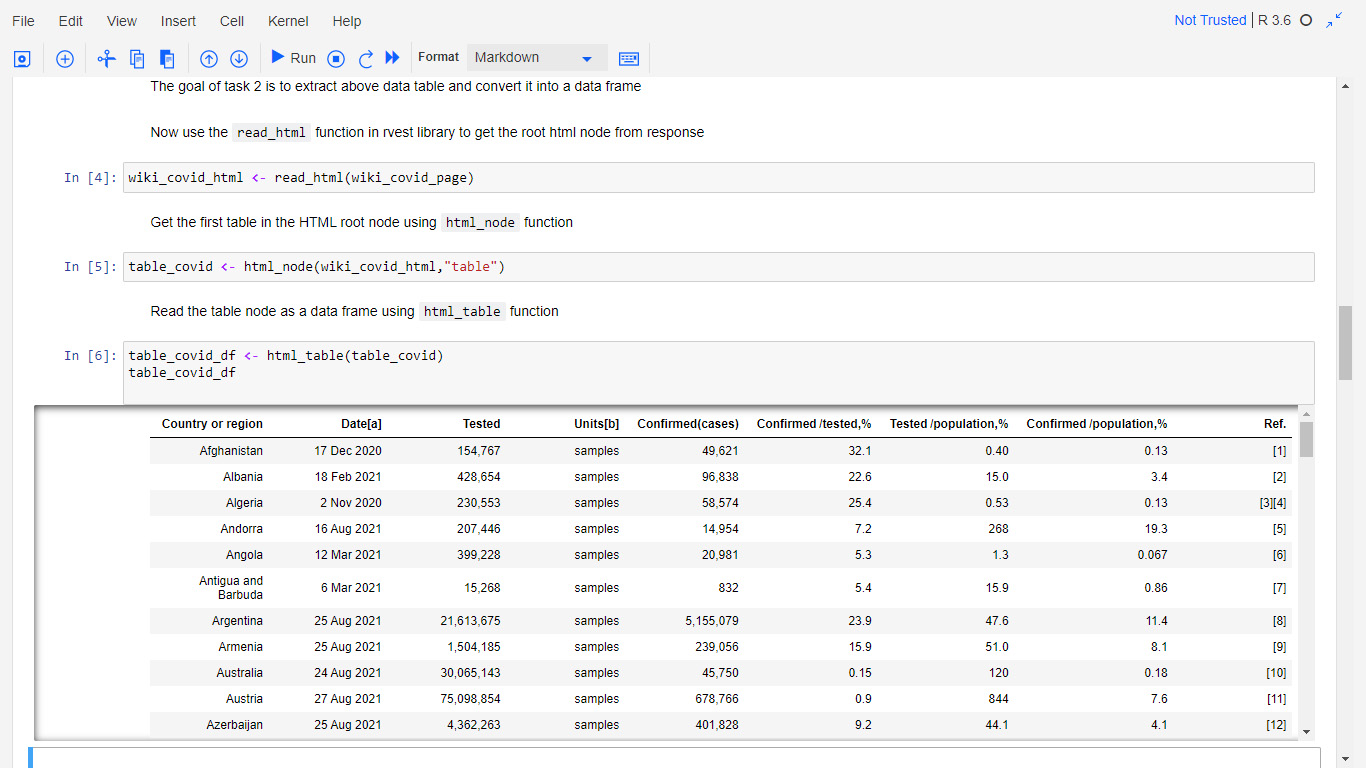 File Edit View Insert Cell Kernel Help Not Trusted R 3.6
Run Format Markdown
The goal of task 2 is to extract above data table and convert it into a data frame
Now use the read_html function in rvest library to get the root html node from response
In [4]: wiki_covid_html <- read_html(wiki_covid_page)
Get the first table in the HTML root node using html_node function
In [5]: table_covid <- html_node(wiki_covid_html,"table")
Read the table node as a data frame using html_table function
In [6]: table_covid_df <- html_table(table_covid)
table_covid_df
Country or region Date[a] Tested Units[b] Confirmed(cases) Confirmed /tested,% Tested /population,% Confirmed /population,% Ref.
Afghanistan 17 Dec 2020 154,767 samples 49,621 32.1 0.40 0.13 [1]
Albania 18 Feb 2021 428,654 samples 96,838 22.6 15.0 3.4 [2]
Algeria 2 Nov 2020 230,553 samples 58,574 25.4 0.53 0.13 [3][4]
Andorra 16 Aug 2021 207,446 samples 14,954 7.2 268 19.3 [5]
Angola 12 Mar 2021 399,228 samples 20,981 5.3 1.3 0.067 [6]
Antigua and
Barbuda 6 Mar 2021 15,268 samples 832 5.4 15.9 0.86 [7]
Argentina 25 Aug 2021 21,613,675 samples 5,155,079 23.9 47.6 11.4 [8]
Armenia 25 Aug 2021 1,504,185 samples 239,056 15.9 51.0 8.1 [9]
Australia 24 Aug 2021 30,065,143 samples 45,750 0.15 120 0.18 [10]
Austria 27 Aug 2021 75,098,854 samples 678,766 0.9 844 7.6 [11]
Azerbaijan 25 Aug 2021 4,362,263 samples 401,828 9.2 44.1 4.1 [12]